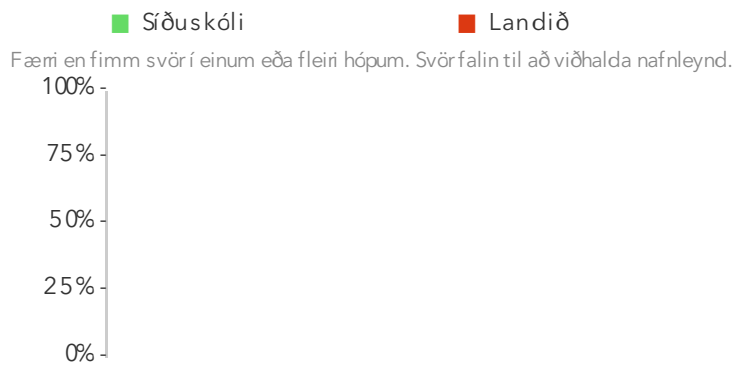 Síðuskóli Landið
Færri en fimm svör í einum eða fleiri hópum. Svör falin til að viðhalda nafnleynd.
100%
75%
50%
25%
0%